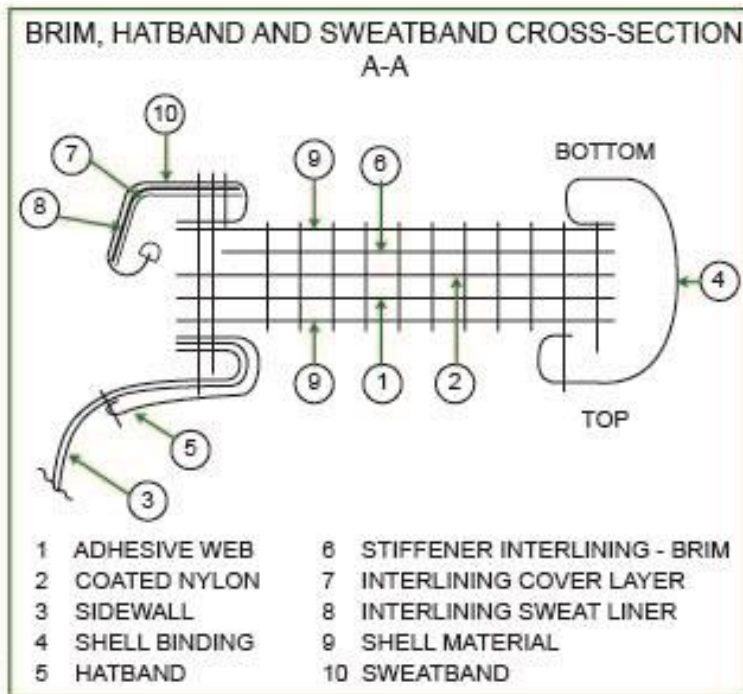 BRIM, HATBAND AND SWEATBAND CROSS-SECTION
A-A
10
7
9
6
BOTTOM
8
4
9
1
2
TOP
5
3
1 ADHESIVE WEB
2 COATED NYLON
3 SIDEWALL
4 SHELL BINDING
5 HATBAND
6 STIFFENER INTERLINING - BRIM
7 INTERLINING COVER LAYER
8 INTERLINING SWEAT LINER
9 SHELL MATERIAL
10 SWEATBAND